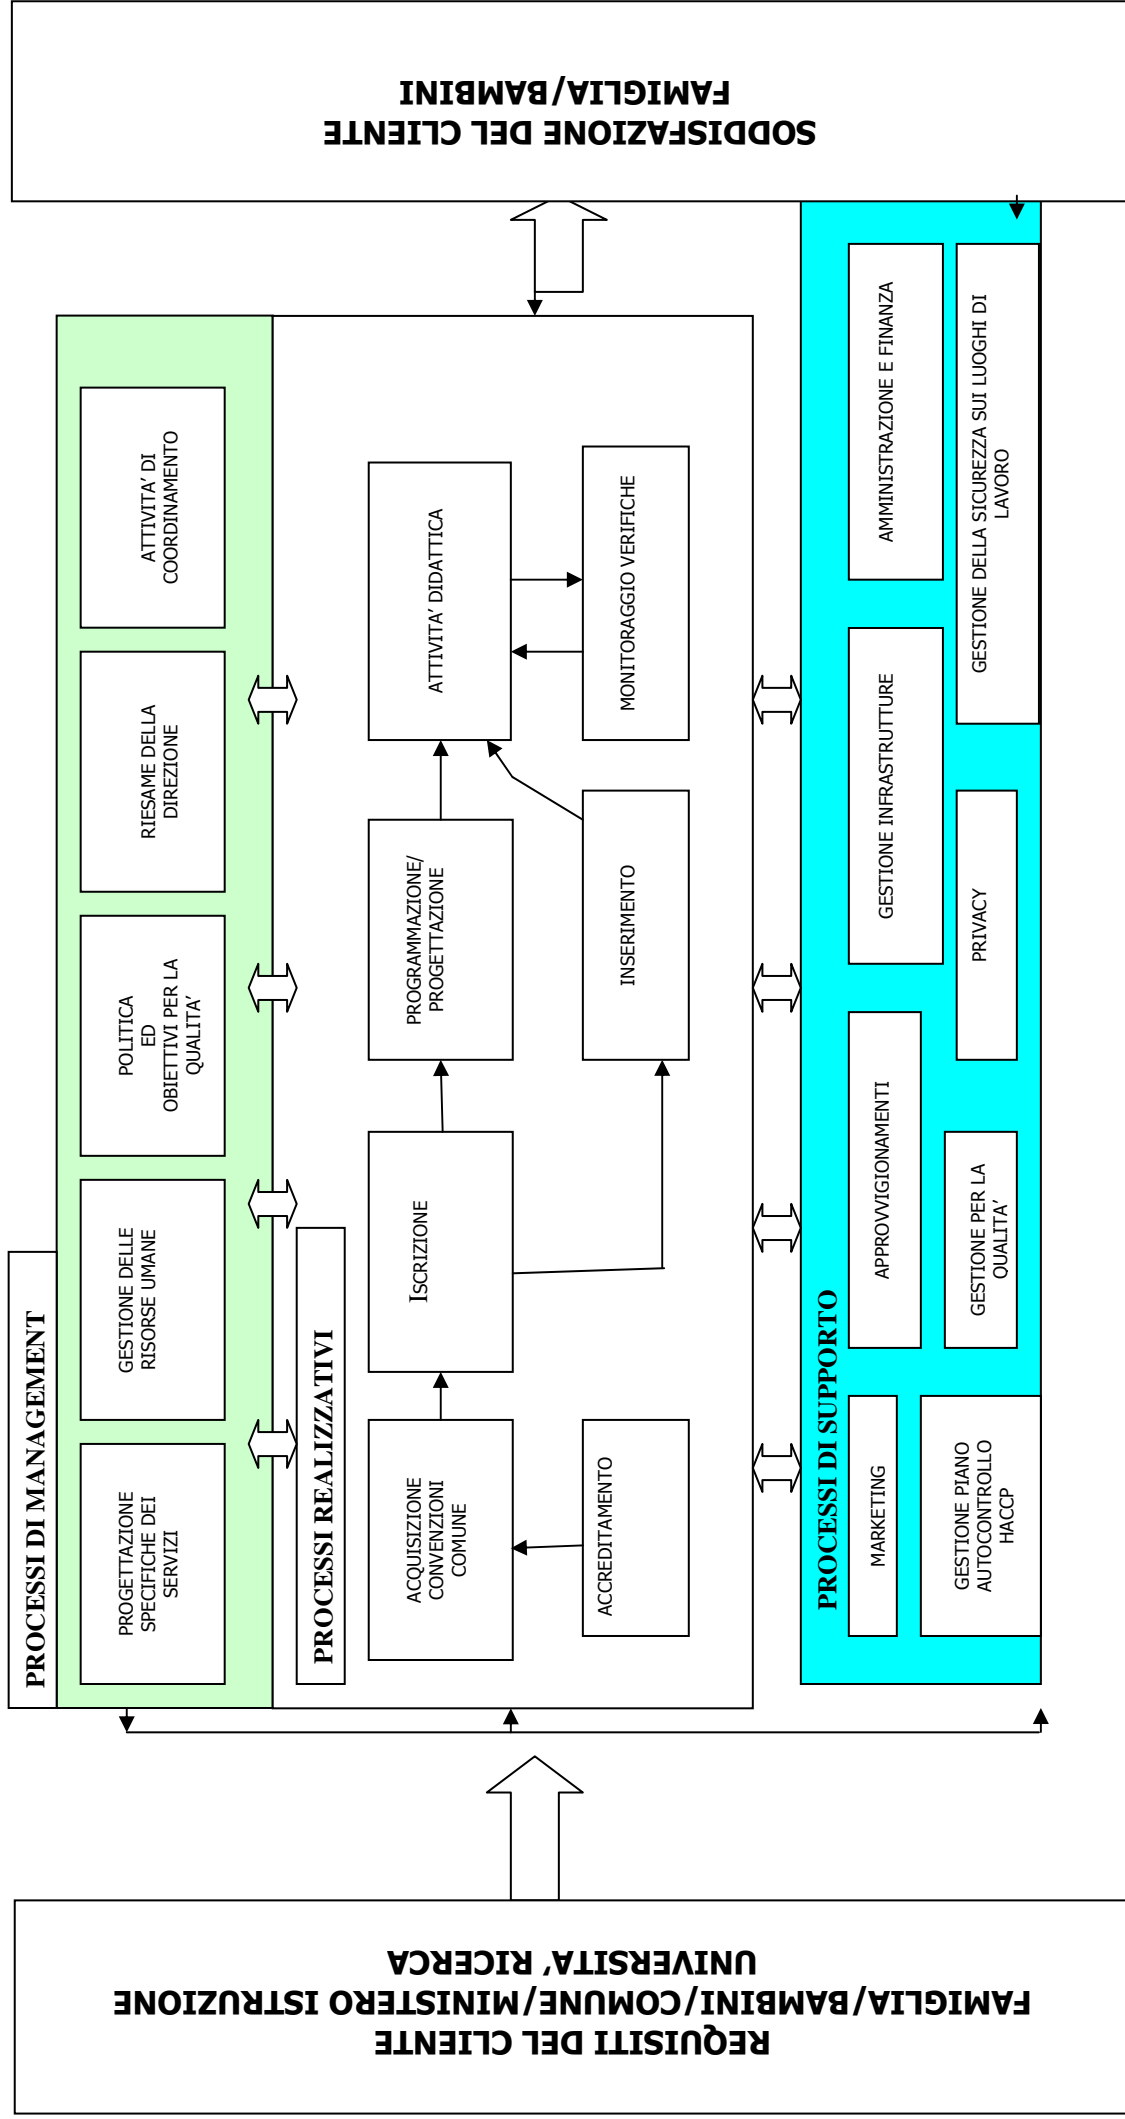 REQUISITI DEL CLIENTE
FAMIGLIA/BAMBINI/COMUNE/MINISTERO ISTRUZIONE
UNIVERSITA’ RICERCA
PROCESSI DI MANAGEMENT
PROGETTAZIONE
SPECIFICHE DEI
SERVIZI
GESTIONE DELLE
RISORSE UMANE
POLITICA
ED
OBIETTIVI PER LA
QUALITA’
RIESAME DELLA
DIREZIONE
ATTIVITA’ DI
COORDINAMENTO
PROCESSI REALIZZATIVI
ACQUISIZIONE
CONVENZIONI
COMUNE
ISCRIZIONE
PROGRAMMAZIONE/
PROGETTAZIONE
ATTIVITA’ DIDATTICA
ACCREDITAMENTO
INSERIMENTO
MONITORAGGIO VERIFICHE
PROCESSI DI SUPPORTO
MARKETING
APPROVVIGIONAMENTI
GESTIONE INFRASTRUTTURE
AMMINISTRAZIONE E FINANZA
GESTIONE PIANO
AUTOCONTROLLO
HACCP
GESTIONE PER LA
QUALITA’
PRIVACY
GESTIONE DELLA SICUREZZA SUI LUOGHI DI
LAVORO
SODDISFAZIONE DEL CLIENTE
FAMIGLIA/BAMBINI